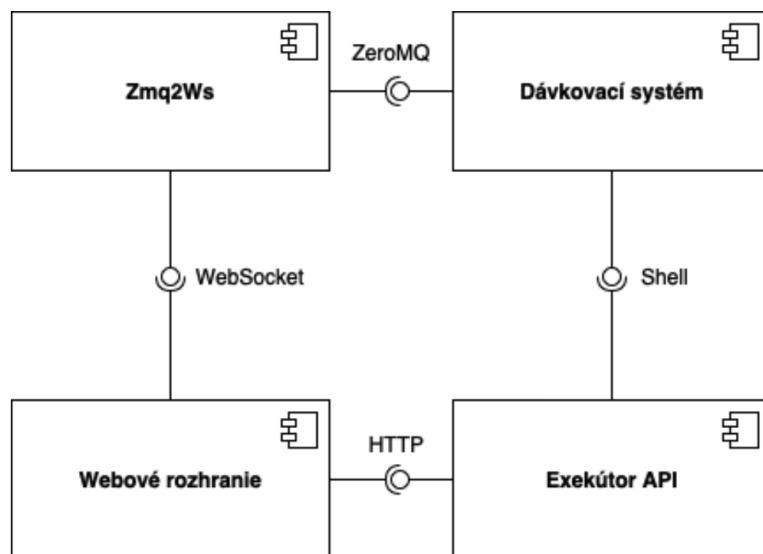 ZeroMQ
Zmq2Ws
Dávkovací systém
WebSocket
Shell
HTTP
Webové rozhranie
Exekútor API